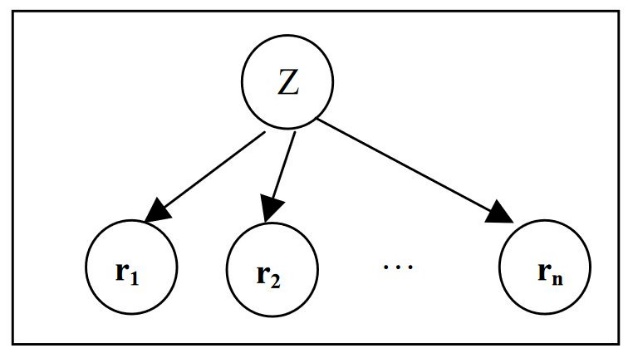 Z
r₁ r₂ ... rₙ